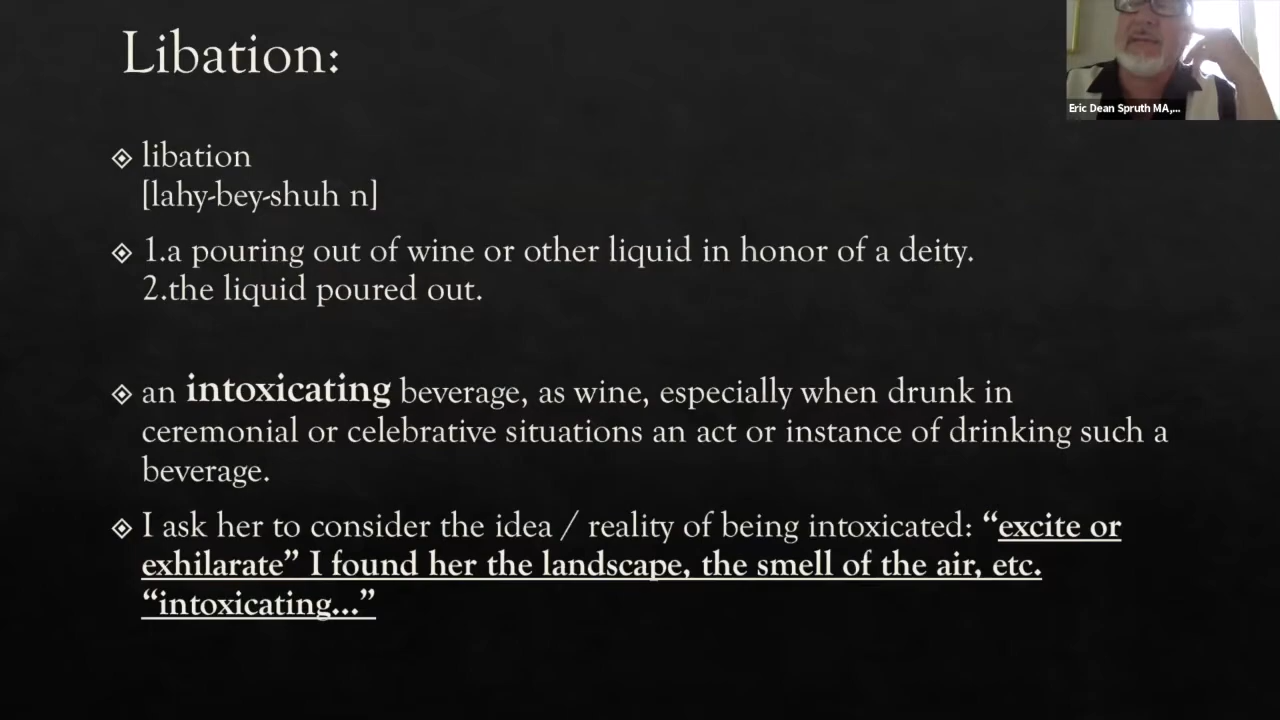 Libation:
Eric Dean Spruth MA,...
libation
[lahy-bey-shuh n]
1.a pouring out of wine or other liquid in honor of a deity.
2.the liquid poured out.
an intoxicating beverage, as wine, especially when drunk in
ceremonial or celebrative situations an act or instance of drinking such a
beverage.
I ask her to consider the idea / reality of being intoxicated: “excite or
exhilarate” I found her the landscape, the smell of the air, etc.
“intoxicating...”